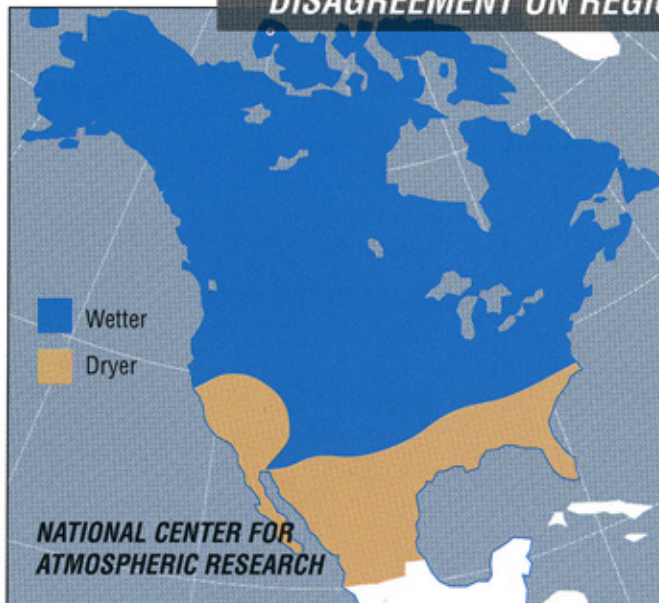 DISAGREEMENT ON
Wetter
Dryer
NATIONAL CENTER FOR
ATMOSPHERIC RESEARCH